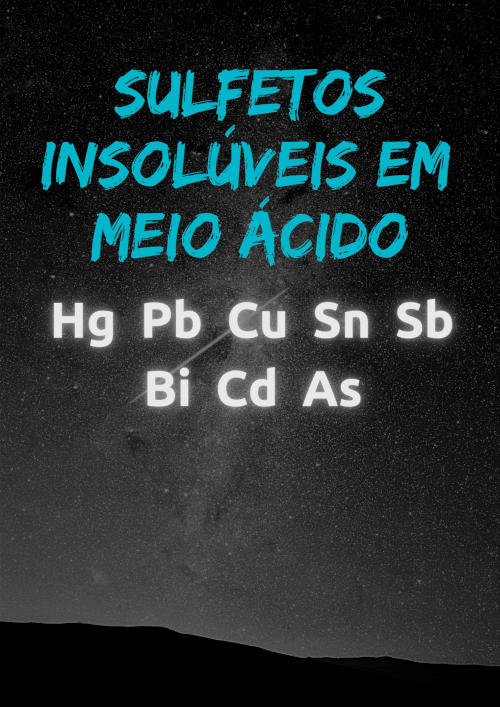 SULFETOS
INSOLÚVEIS EM
MEIO ÁCIDO
Hg Pb Cu Sn Sb
Bi Cd As